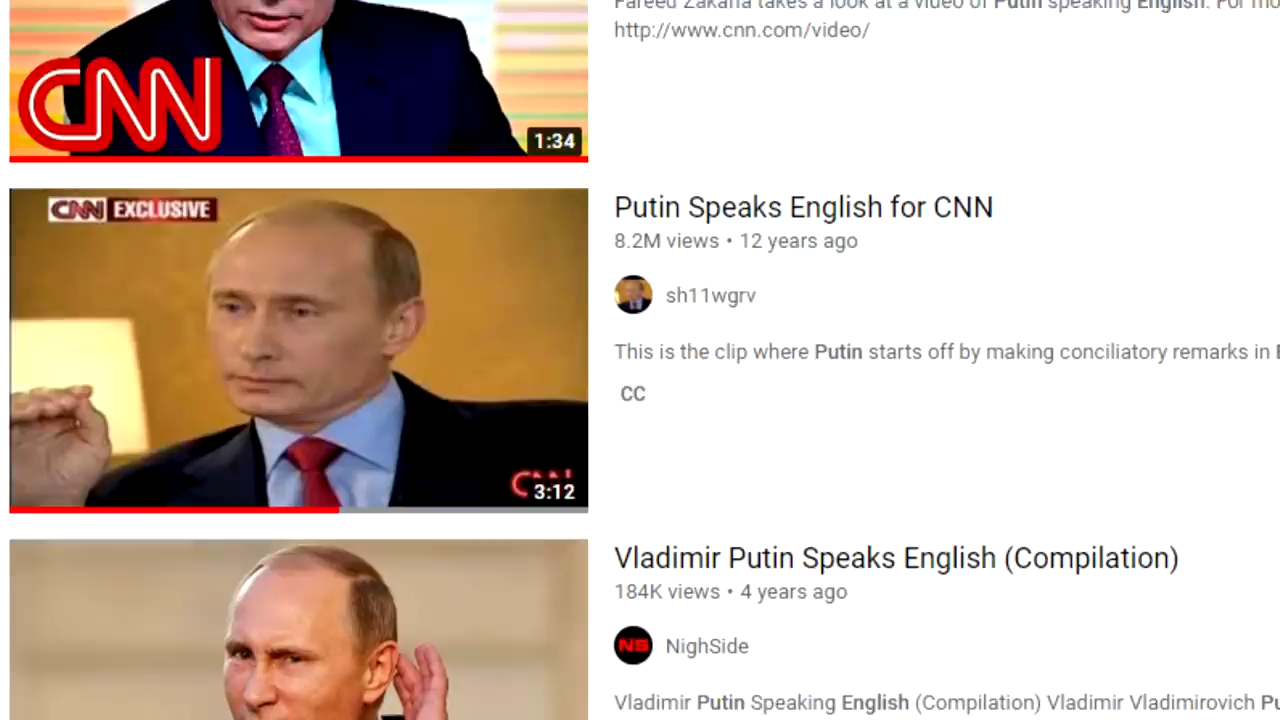 Fareed Zakaria takes a look at a video of Putin speaking English. For mo
http://www.cnn.com/video/
CNN
1:34
CNN EXCLUSIVE
Putin Speaks English for CNN
8.2M views • 12 years ago
sh11wgrv
This is the clip where Putin starts off by making conciliatory remarks in E
CC
CNN
3:12
Vladimir Putin Speaks English (Compilation)
184K views • 4 years ago
NS
NighSide
Vladimir Putin Speaking English (Compilation) Vladimir Vladimirovich Pu